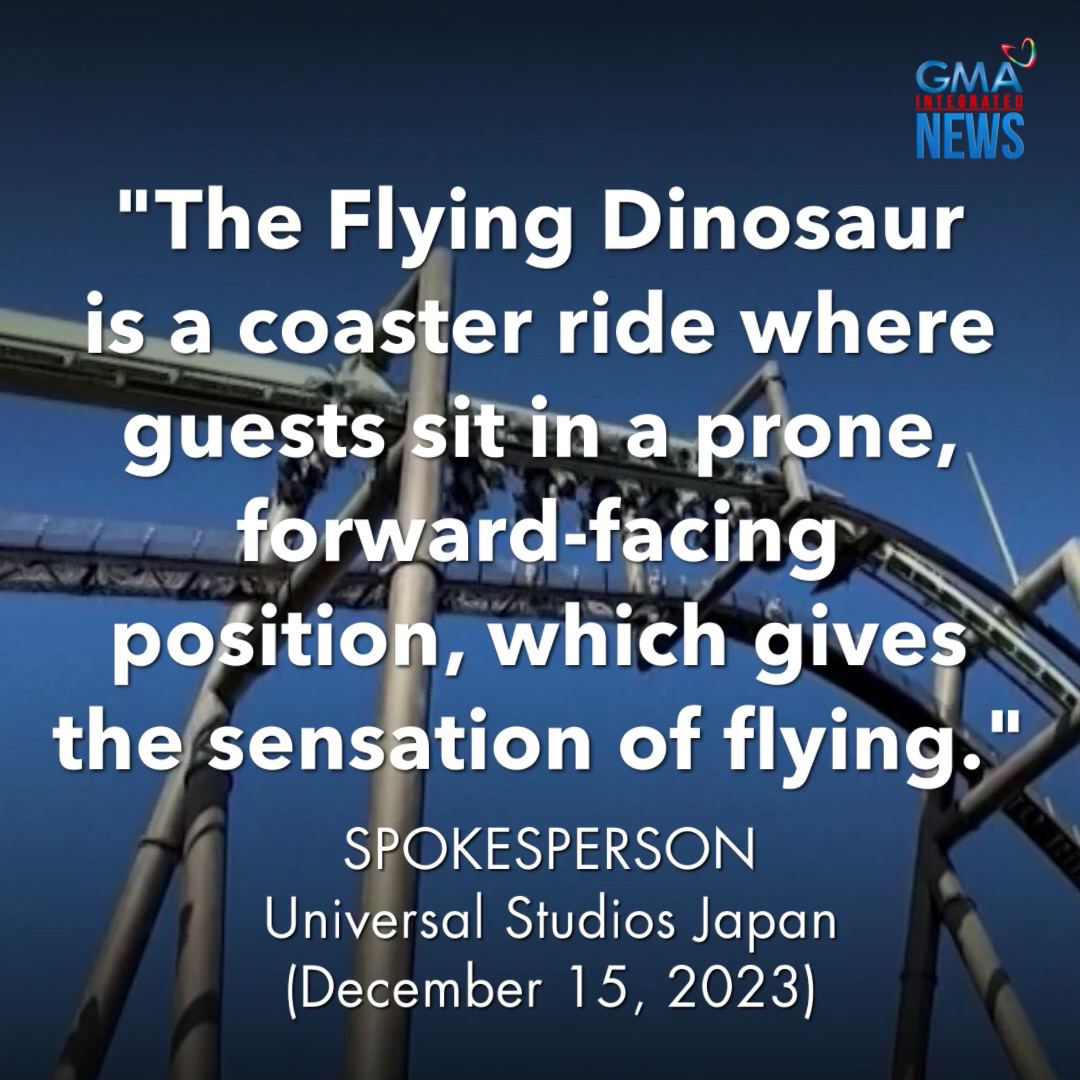 GMA
INTEGRATED
NEWS
"The Flying Dinosaur
is a coaster ride where
guests sit in a prone,
forward-facing
position, which gives
the sensation of flying."
SPOKESPERSON
Universal Studios Japan
(December 15, 2023)